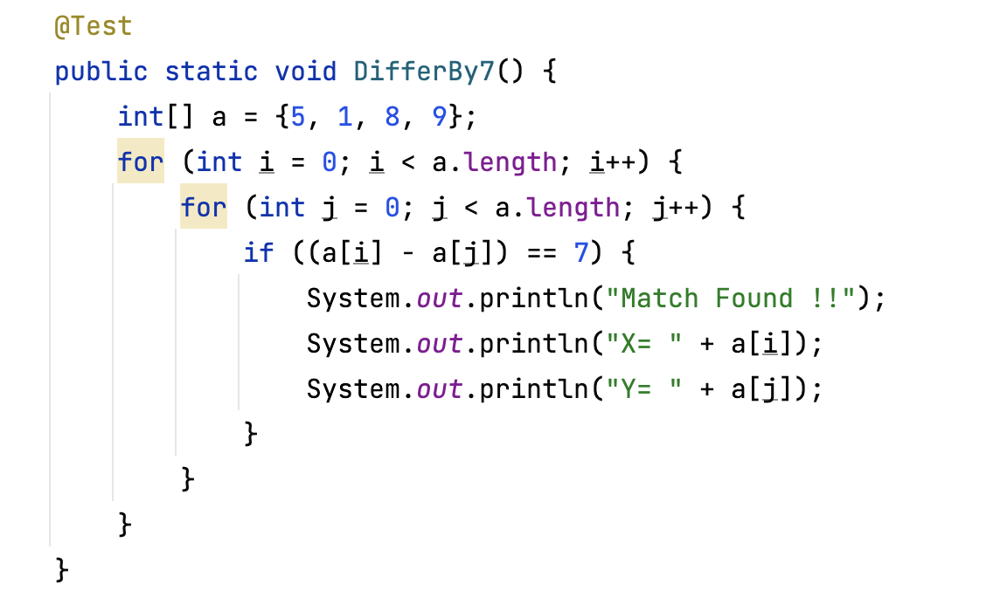 @Test
public static void DifferBy7() {
    int[] a = {5, 1, 8, 9};
    for (int i = 0; i < a.length; i++) {
        for (int j = 0; j < a.length; j++) {
            if ((a[i] - a[j]) == 7) {
                System.out.println("Match Found !!");
                System.out.println("X= " + a[i]);
                System.out.println("Y= " + a[j]);
            }
        }
    }
}